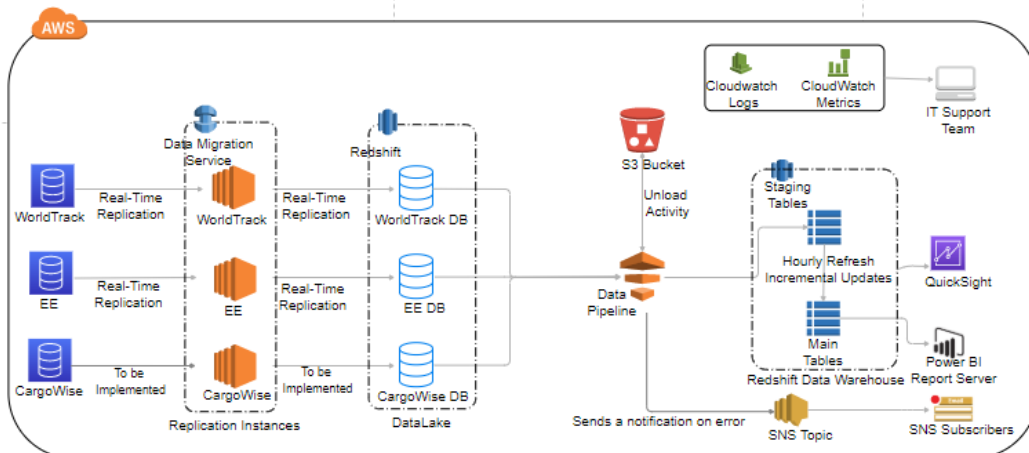 AWS
Cloudwatch
Logs
CloudWatch
Metrics
IT Support
Team
Data Migration
Service
Redshift
S3 Bucket
WorldTrack
Real-Time
Replication
WorldTrack
Real-Time
Replication
WorldTrack DB
Unload
Activity
Staging
Tables
EE
Real-Time
Replication
EE
Real-Time
Replication
EE DB
Data
Pipeline
Hourly Refresh
Incremental Updates
QuickSight
Main
Tables
Power BI
Report Server
CargoWise
To be
Implemented
CargoWise
To be
Implemented
CargoWise DB
Redshift Data Warehouse
Replication Instances
DataLake
Sends a notification on error
SNS Topic
Email
SNS Subscribers